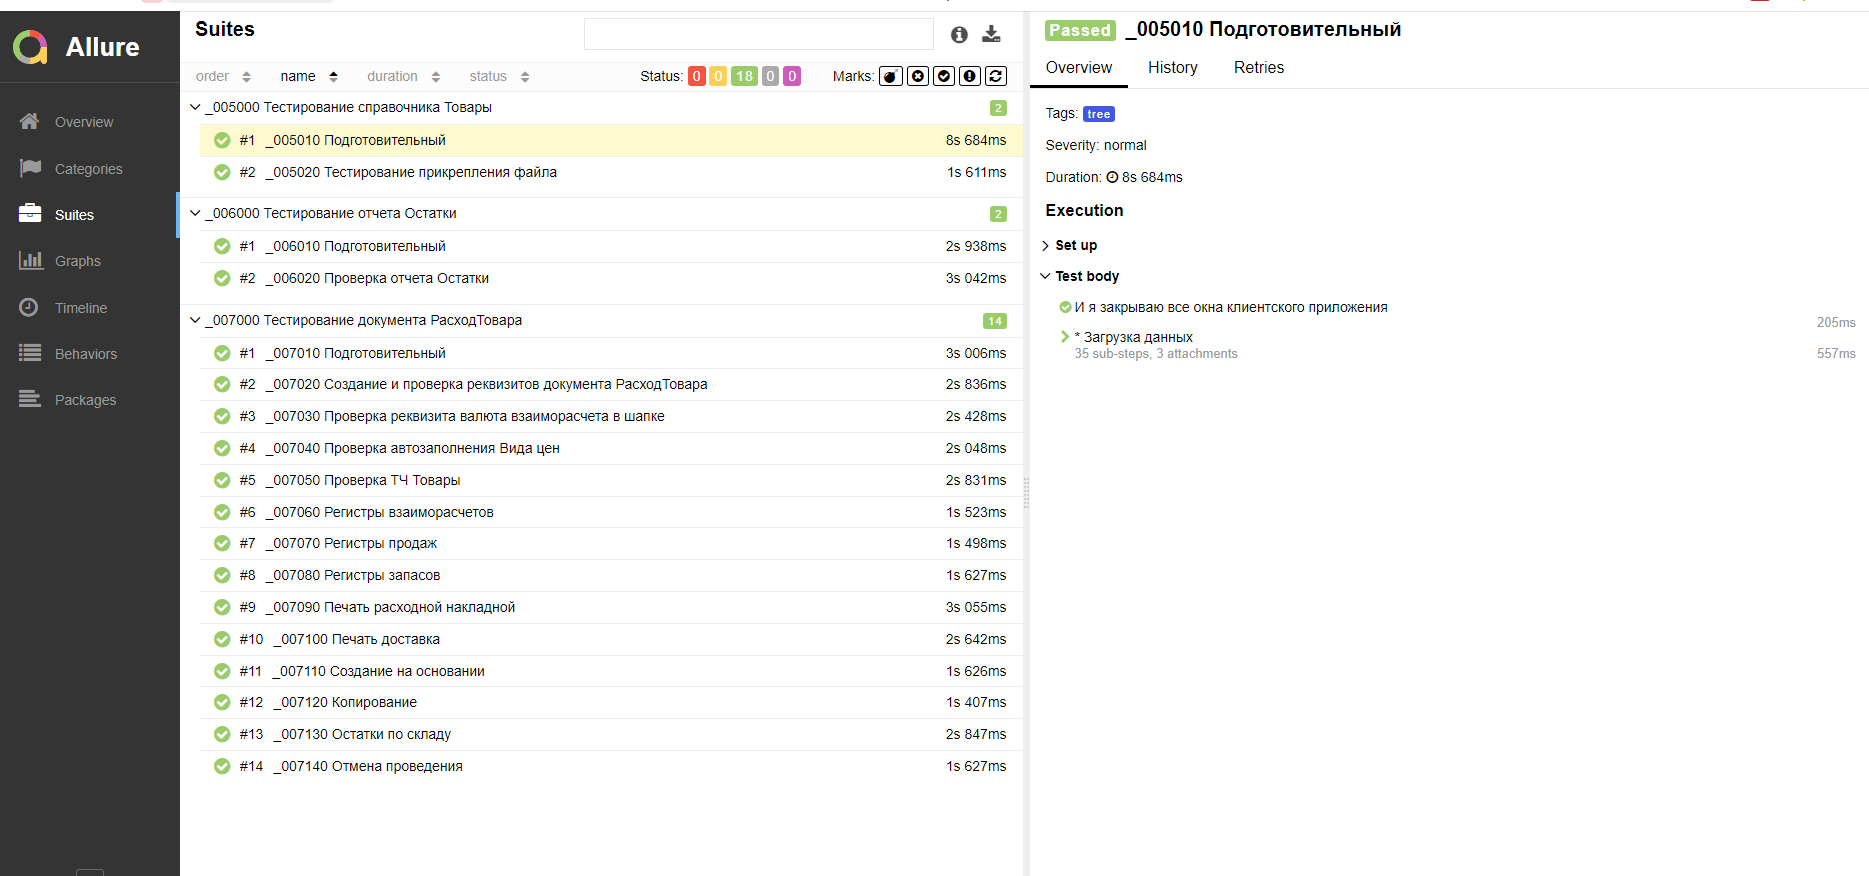 Allure
Overview
Categories
Suites
Graphs
Timeline
Behaviors
Packages
Suites
order name duration status Status: 0 0 18 0 0 Marks:
_005000 Тестирование справочника Товары 2
#1 _005010 Подготовительный 8s 684ms
#2 _005020 Тестирование прикрепления файла 1s 611ms
_006000 Тестирование отчета Остатки 2
#1 _006010 Подготовительный 2s 938ms
#2 _006020 Проверка отчета Остатки 3s 042ms
_007000 Тестирование документа РасходТовара 14
#1 _007010 Подготовительный 3s 006ms
#2 _007020 Создание и проверка реквизитов документа РасходТовара 2s 836ms
#3 _007030 Проверка реквизита валюта взаиморасчета в шапке 2s 428ms
#4 _007040 Проверка автозаполнения Вида цен 2s 048ms
#5 _007050 Проверка ТЧ Товары 2s 831ms
#6 _007060 Регистры взаиморасчетов 1s 523ms
#7 _007070 Регистры продаж 1s 498ms
#8 _007080 Регистры запасов 1s 627ms
#9 _007090 Печать расходной накладной 3s 055ms
#10 _007100 Печать доставка 2s 642ms
#11 _007110 Создание на основании 1s 626ms
#12 _007120 Копирование 1s 407ms
#13 _007130 Остатки по складу 2s 847ms
#14 _007140 Отмена проведения 1s 627ms
Passed _005010 Подготовительный
Overview History Retries
Tags: tree
Severity: normal
Duration: 8s 684ms
Execution
Set up
Test body
И я закрываю все окна клиентского приложения
205ms
* Загрузка данных
35 sub-steps, 3 attachments 557ms